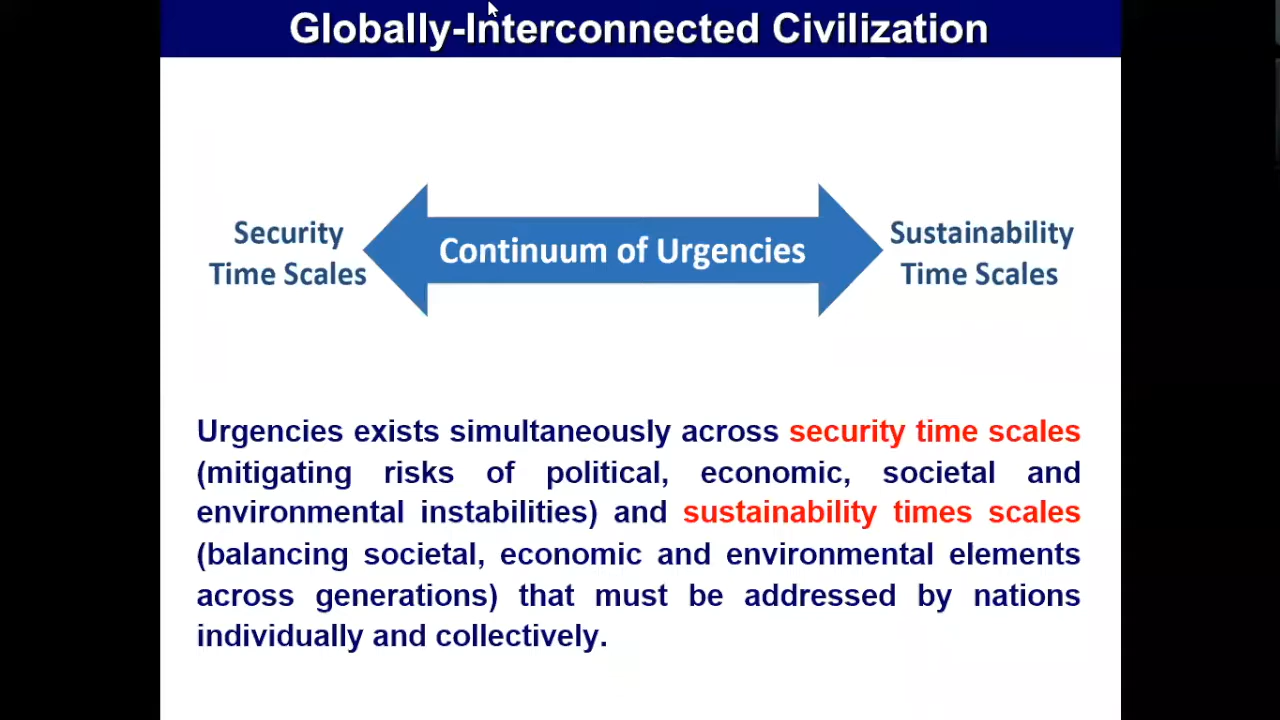 Globally-Interconnected Civilization
Security
Time Scales
Continuum of Urgencies
Sustainability
Time Scales
Urgencies exists simultaneously across security time scales
(mitigating risks of political, economic, societal and
environmental instabilities) and sustainability times scales
(balancing societal, economic and environmental elements
across generations) that must be addressed by nations
individually and collectively.